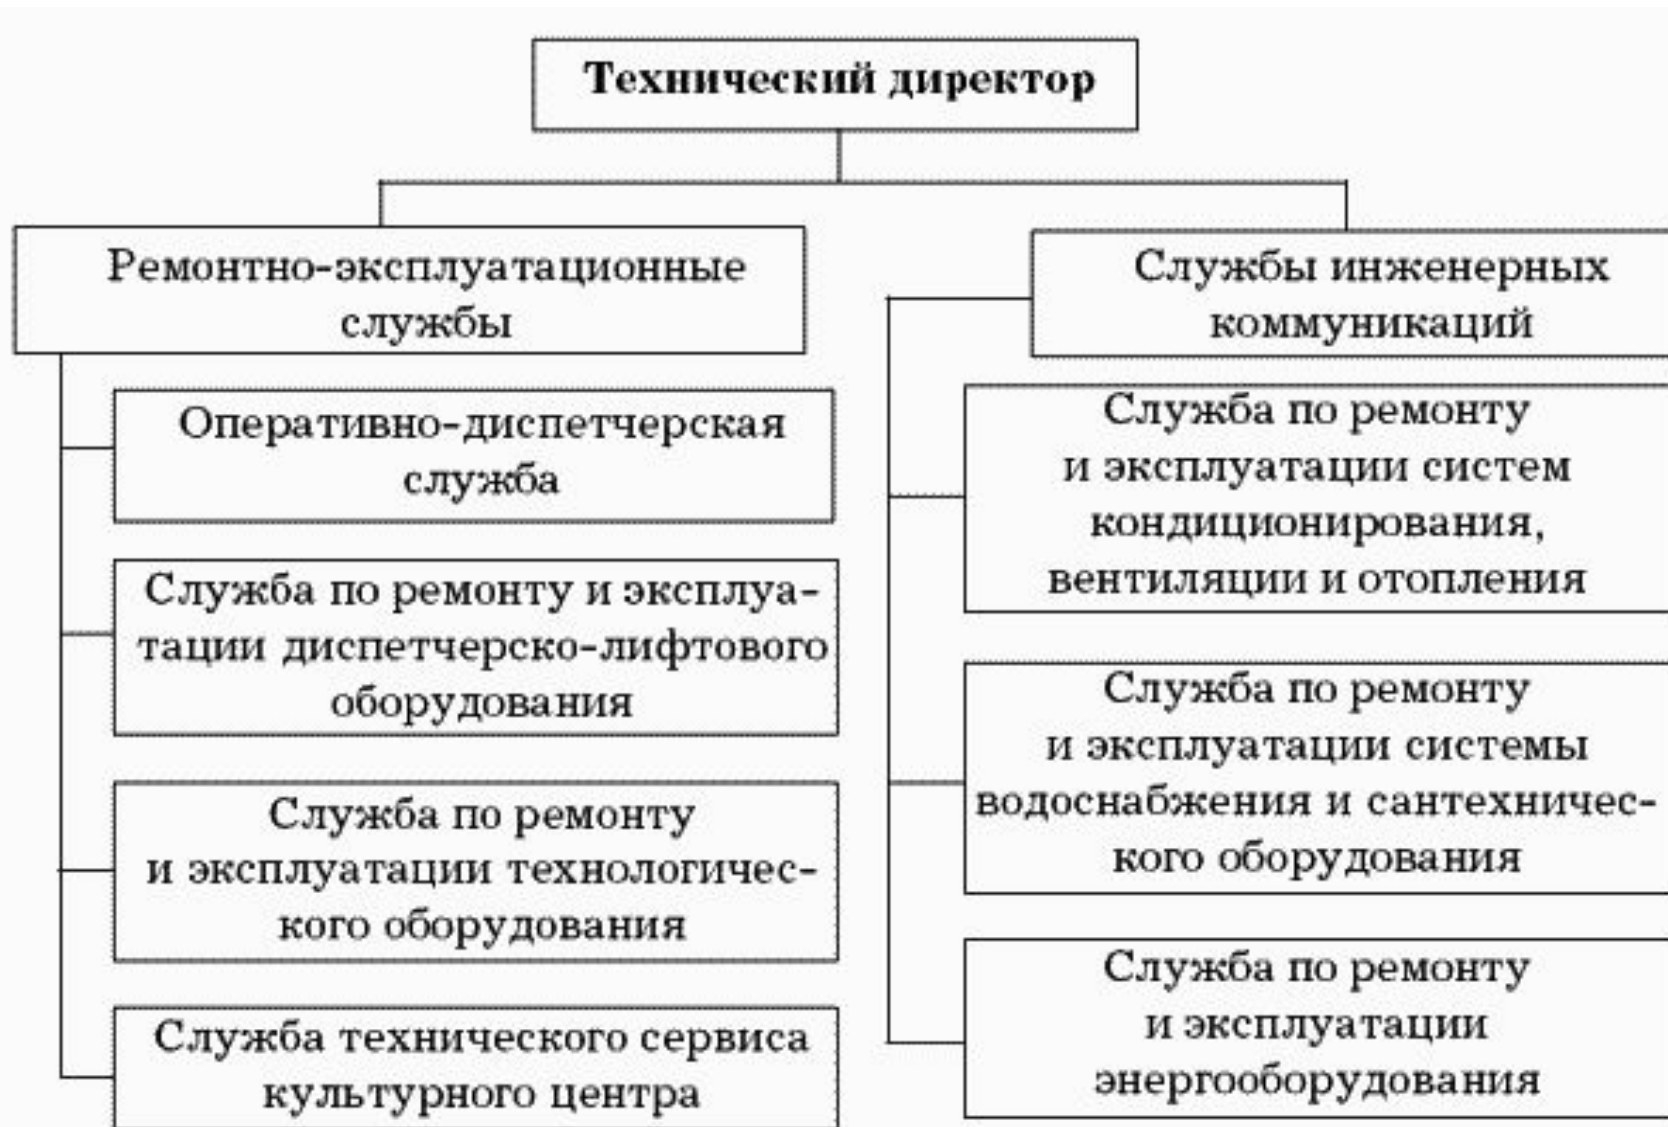 Технический директор
Ремонтно-эксплуатационные
службы
Оперативно-диспетчерская
служба
Служба по ремонту и эксплуа-
тации диспетчерско-лифтового
оборудования
Служба по ремонту
и эксплуатации технологичес-
кого оборудования
Служба технического сервиса
культурного центра
Службы инженерных
коммуникаций
Служба по ремонту
и эксплуатации систем
кондиционирования,
вентиляции и отопления
Служба по ремонту
и эксплуатации системы
водоснабжения и сантехничес-
кого оборудования
Служба по ремонту
и эксплуатации
энергооборудования